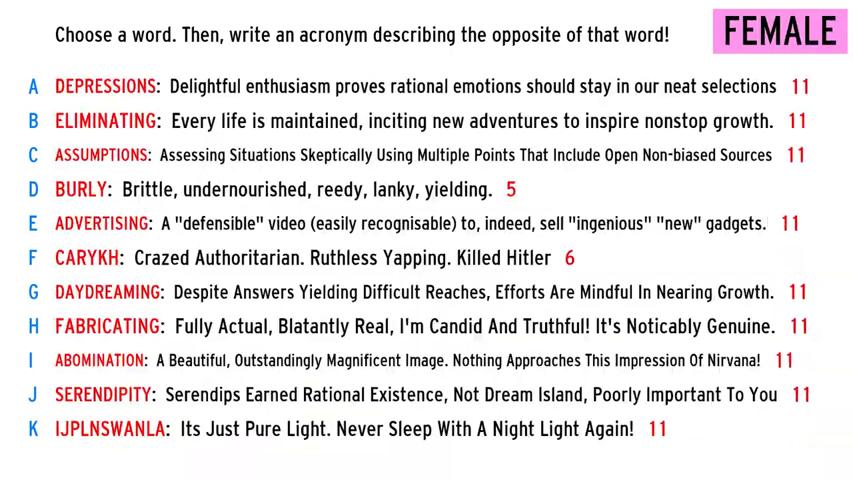 Choose a word. Then, write an acronym describing the opposite of that word!
FEMALE
A DEPRESSIONS: Delightful enthusiasm proves rational emotions should stay in our neat selections 11
B ELIMINATING: Every life is maintained, inciting new adventures to inspire nonstop growth. 11
C ASSUMPTIONS: Assessing Situations Skeptically Using Multiple Points That Include Open Non-biased Sources 11
D BURLY: Brittle, undernourished, reedy, lanky, yielding. 5
E ADVERTISING: A "defensible" video (easily recognisable) to, indeed, sell "ingenious" "new" gadgets. 11
F CARYKH: Crazed Authoritarian. Ruthless Yapping. Killed Hitler 6
G DAYDREAMING: Despite Answers Yielding Difficult Reaches, Efforts Are Mindful In Nearing Growth. 11
H FABRICATING: Fully Actual, Blatantly Real, I'm Candid And Truthful! It's Noticably Genuine. 11
I ABOMINATION: A Beautiful, Outstandingly Magnificent Image. Nothing Approaches This Impression Of Nirvana! 11
J SERENDIPITY: Serendips Earned Rational Existence, Not Dream Island, Poorly Important To You 11
K IJPLNSWANLA: Its Just Pure Light. Never Sleep With A Night Light Again! 11